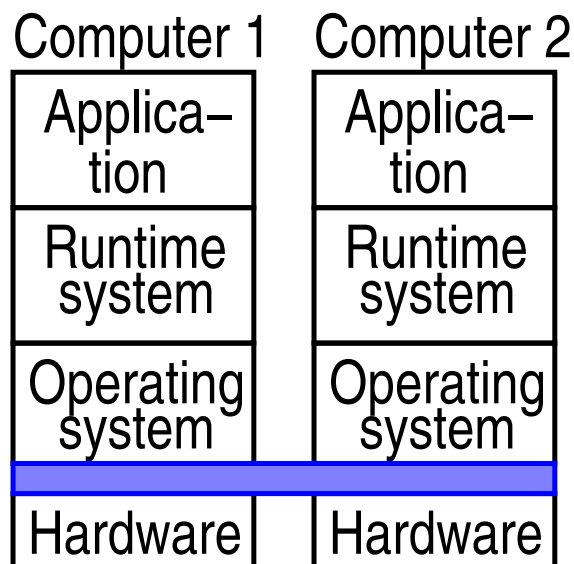 Computer 1
Computer 2
Applica–
tion
Applica–
tion
Runtime
system
Runtime
system
Operating
system
Operating
system
Hardware
Hardware